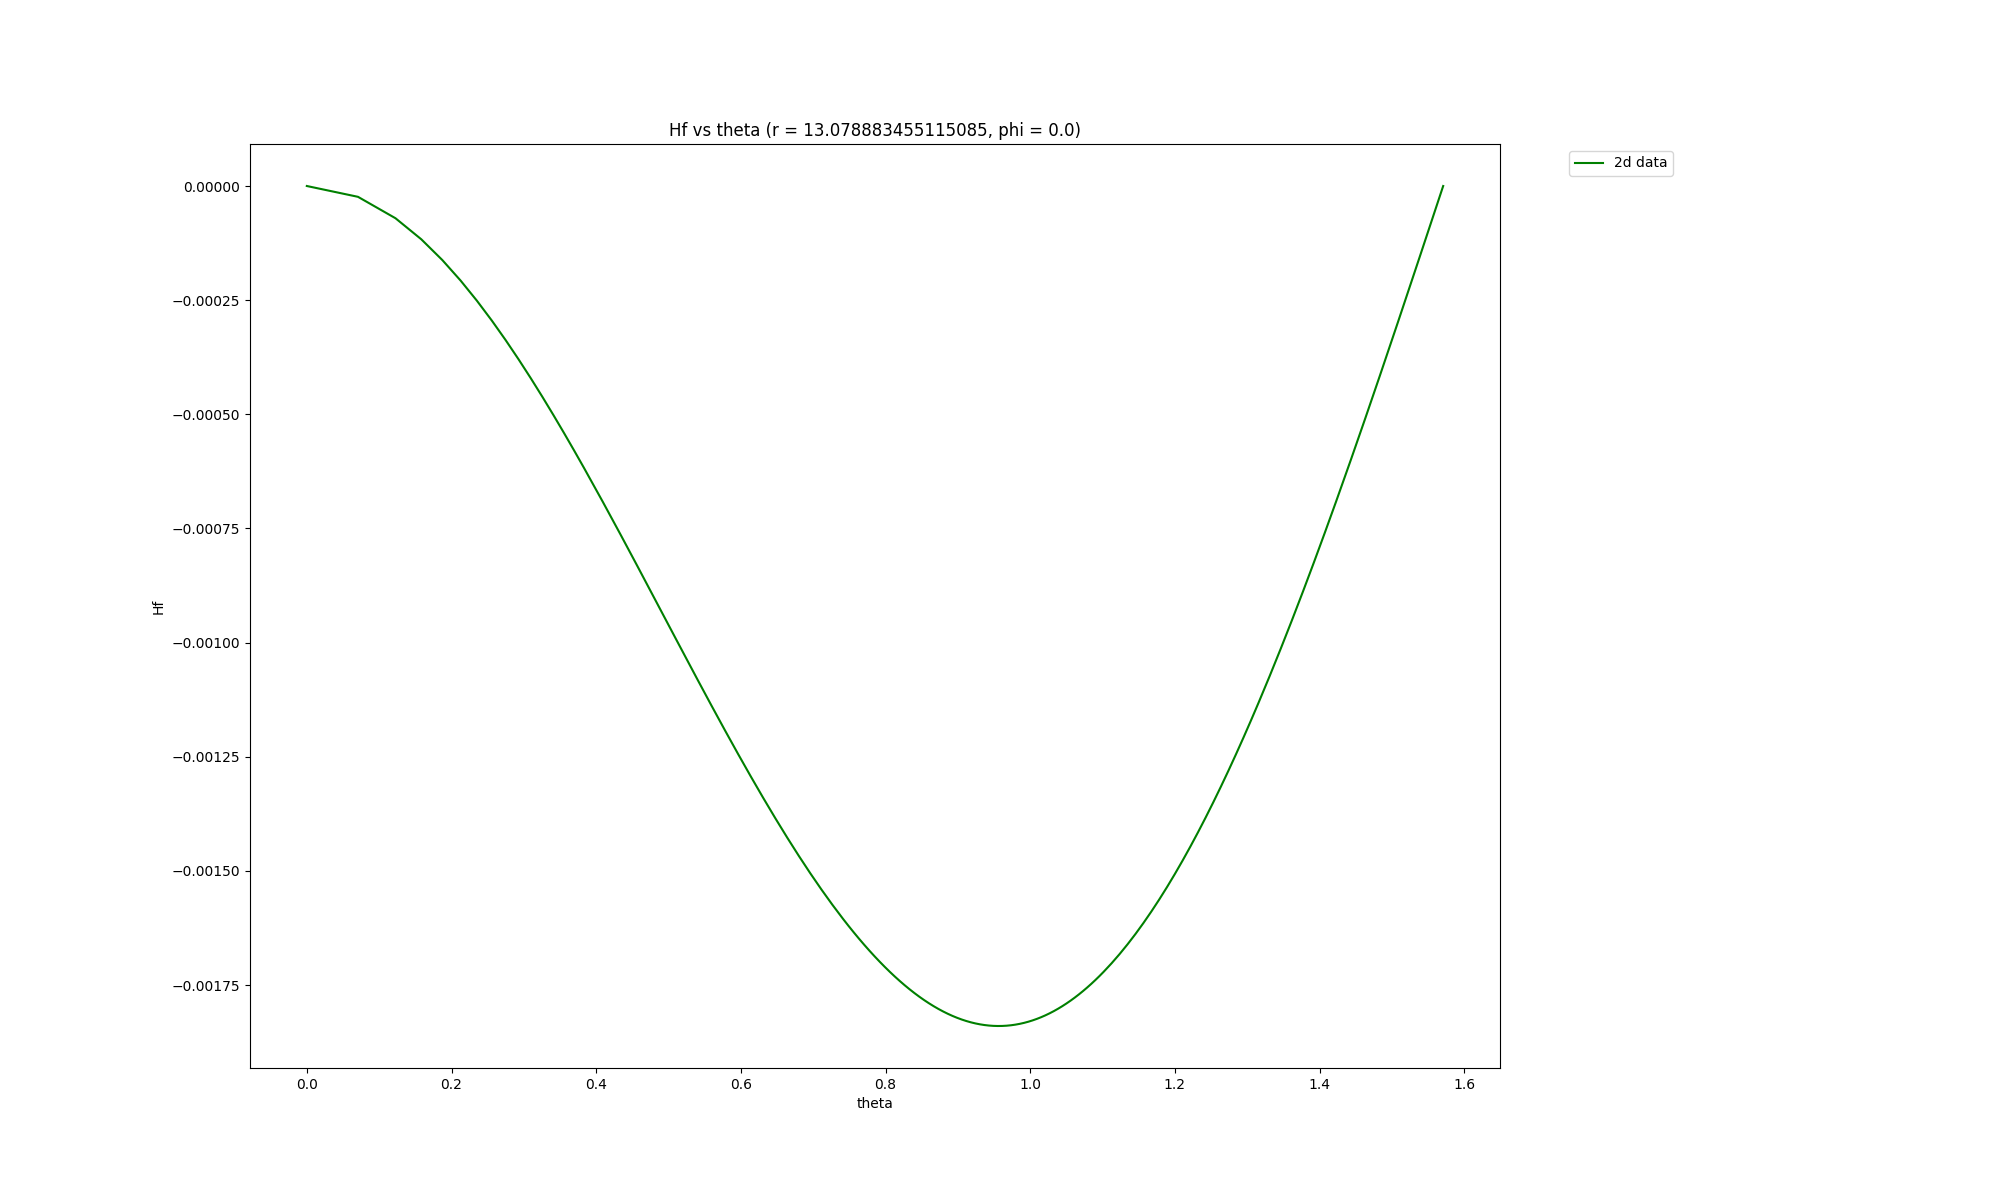 Hf vs theta (r = 13.078883455115085, phi = 0.0)
2d data
0.00000
−0.00025
−0.00050
−0.00075
−0.00100
−0.00125
−0.00150
−0.00175
Hf
0.0 0.2 0.4 0.6 0.8 1.0 1.2 1.4 1.6
theta